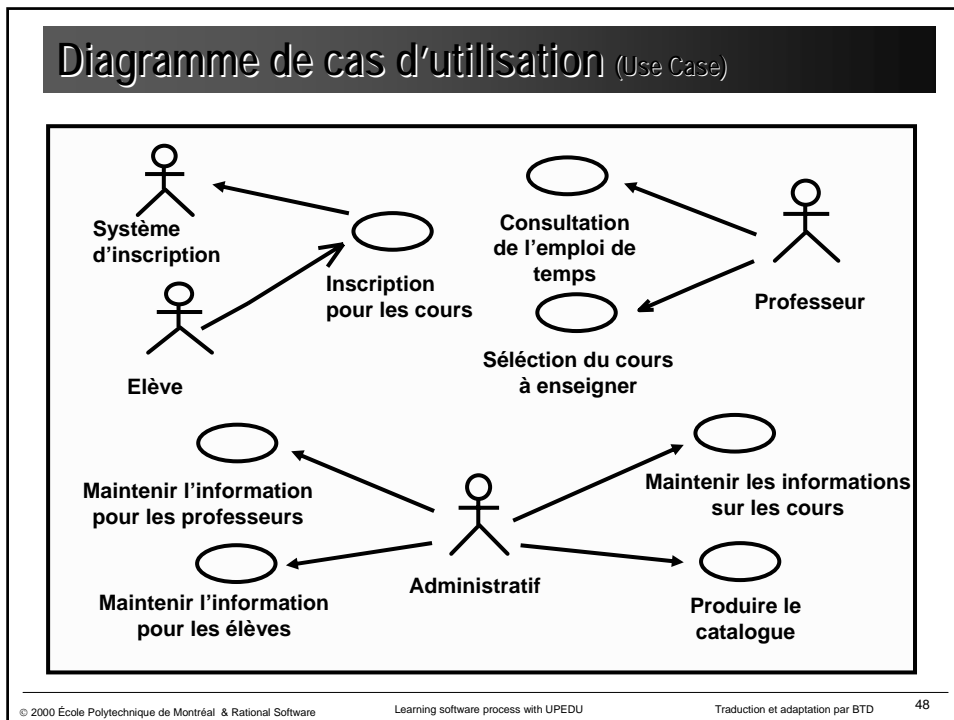 Diagramme de cas d'utilisation (Use Case)
Système
d'inscription
Inscription
pour les cours
Elève
Consultation
de l'emploi de
temps
Séléction du cours
à enseigner
Professeur
Maintenir l'information
pour les professeurs
Maintenir l'information
pour les élèves
Administratif
Maintenir les informations
sur les cours
Produire le
catalogue
© 2000 École Polytechnique de Montréal & Rational Software
Learning software process with UPEDU
Traduction et adaptation par BTD
48